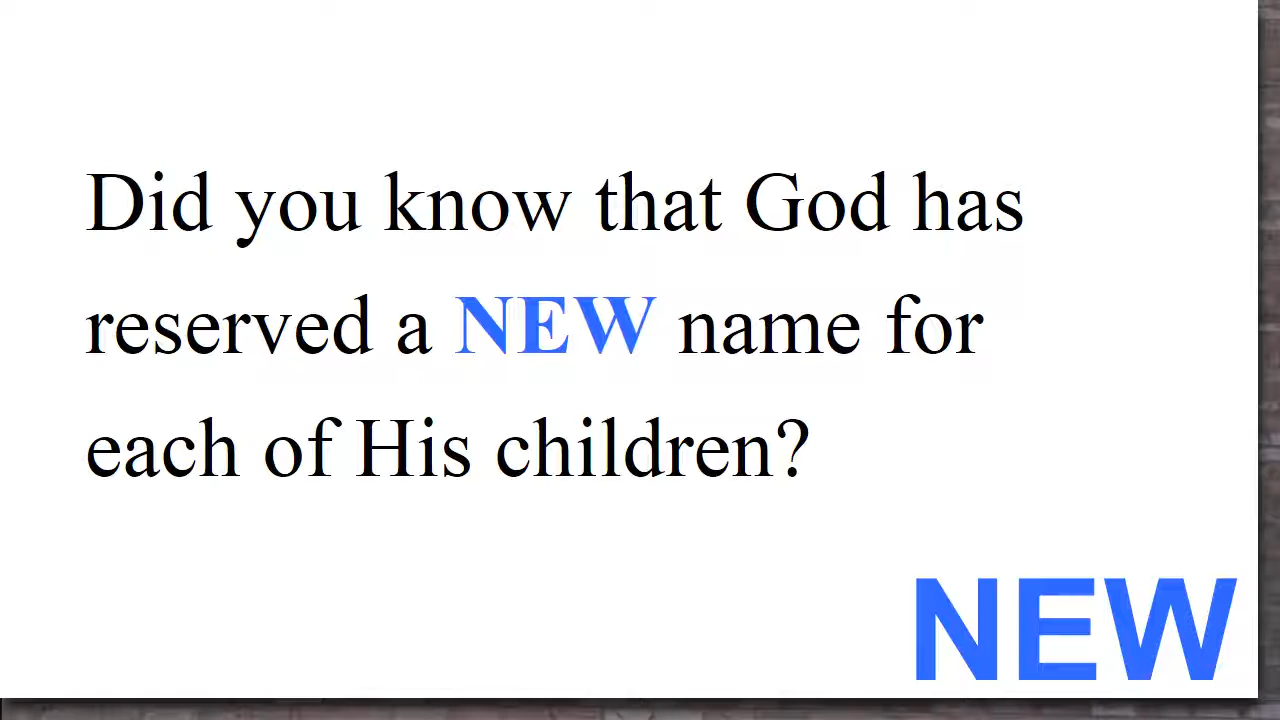 Did you know that God has
reserved a NEW name for
each of His children?
NEW